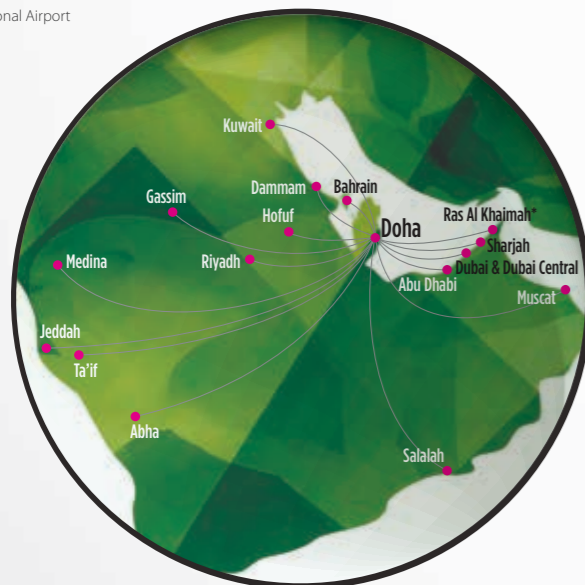 onal Airport
Kuwait
Dammam
Bahrain
Gassim
Hofuf
Doha
Ras Al Khaimah*
Sharjah
Medina
Riyadh
Dubai & Dubai Central
Abu Dhabi
Muscat
Jeddah
Ta'if
Abha
Salalah